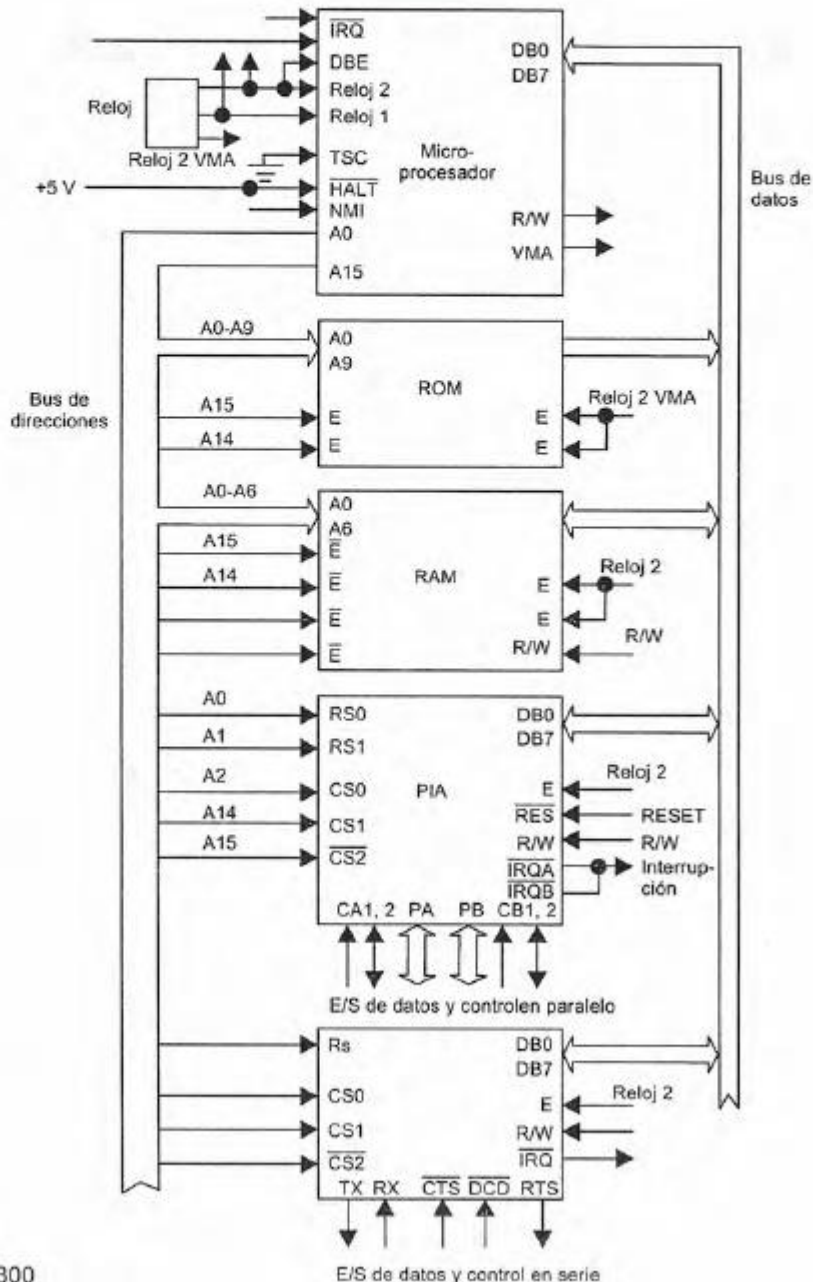 IRQ
DBE
Reloj 2
Reloj 1
Reloj
Reloj 2 VMA
TSC
+5 V
HALT
NMI
A0
A15
Micro-
procesador
DB0
DB7
R/W
VMA
Bus de
datos
Bus de
direcciones
A0-A9
A0
A9
ROM
A15
E
E
Reloj 2 VMA
A14
E
E
A0-A6
A0
A6
RAM
A15
E
A14
E
E
E
Reloj 2
E
E
R/W
R/W
A0
RS0
A1
RS1
A2
CS0
A14
CS1
A15
CS2
PIA
DB0
DB7
E
Reloj 2
RES
RESET
R/W
R/W
IRQA
Interrup-
ción
IRQB
CA1, 2 PA PB CB1, 2
E/S de datos y controlen paralelo
Rs
CS0
CS1
CS2
DB0
DB7
E
Reloj 2
R/W
IRQ
TX RX CTS DCD RTS
E/S de datos y control en serie